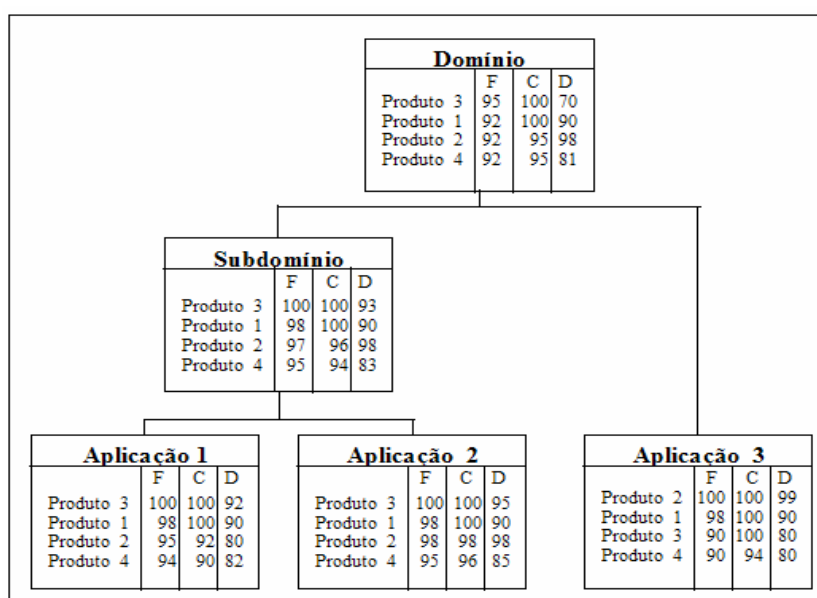 Domínio
F C D
Produto 3 95 100 70
Produto 1 92 100 90
Produto 2 92 95 98
Produto 4 92 95 81
Subdomínio
F C D
Produto 3 100 100 93
Produto 1 98 100 90
Produto 2 97 96 98
Produto 4 95 94 83
Aplicação 1
F C D
Produto 3 100 100 92
Produto 1 98 100 90
Produto 2 95 92 80
Produto 4 94 90 82
Aplicação 2
F C D
Produto 3 100 100 95
Produto 1 98 100 90
Produto 2 98 98 98
Produto 4 95 96 85
Aplicação 3
F C D
Produto 2 100 100 99
Produto 1 98 100 90
Produto 3 90 100 80
Produto 4 90 94 80